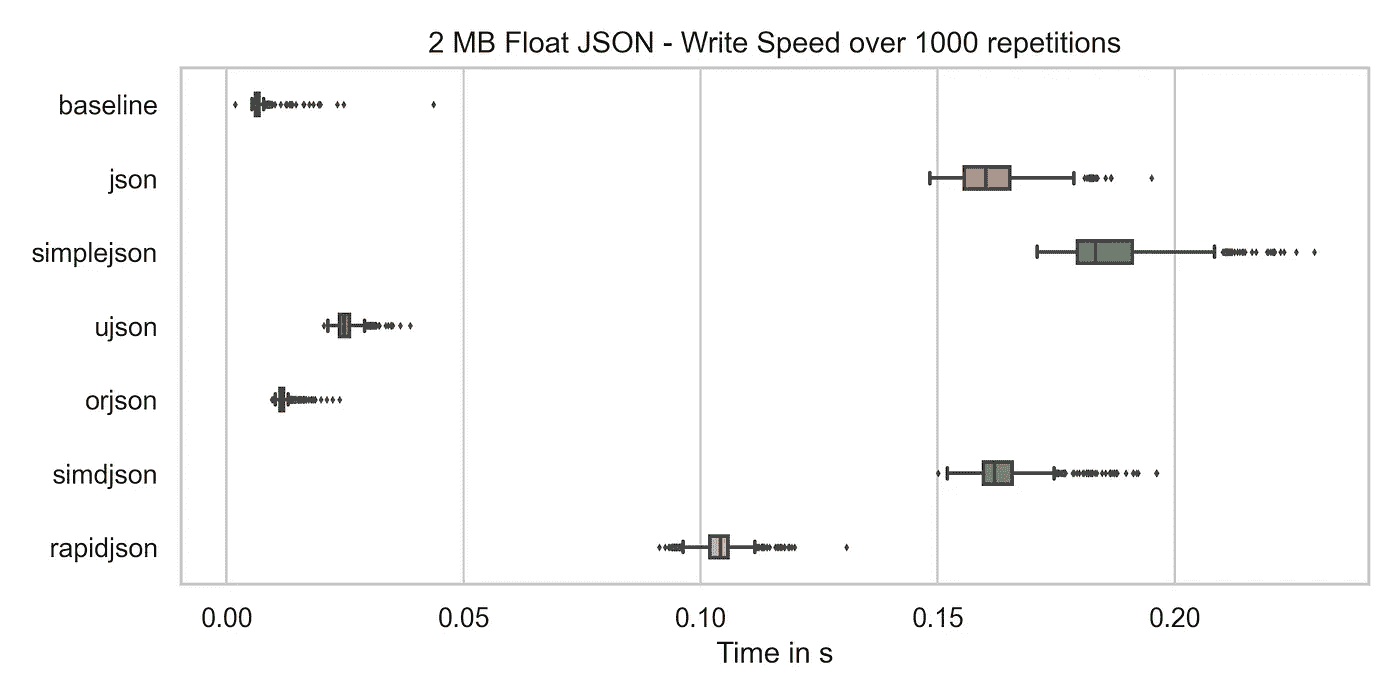 2 MB Float JSON - Write Speed over 1000 repetitions
baseline
json
simplejson
ujson
orjson
simdjson
rapidjson
0.00 0.05 0.10 0.15 0.20
Time in s